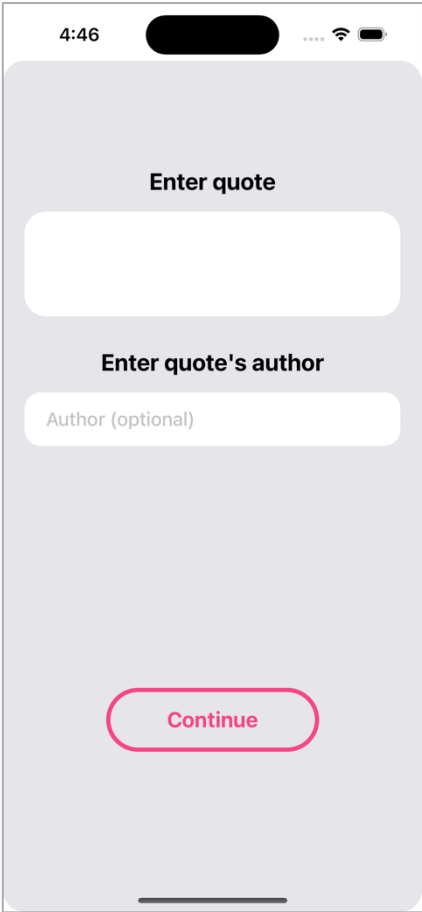 4:46
Enter quote
Enter quote's author
Author (optional)
Continue